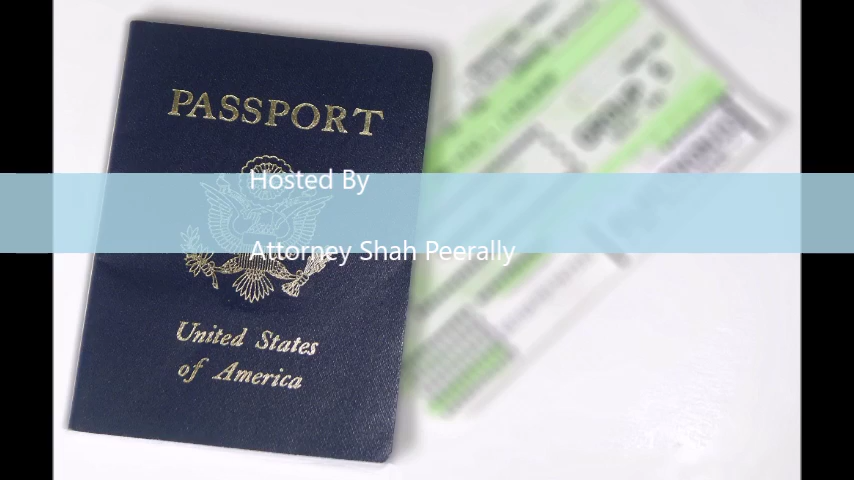 PASSPORT
Hosted By
Attorney Shah Peerally
United States
of America